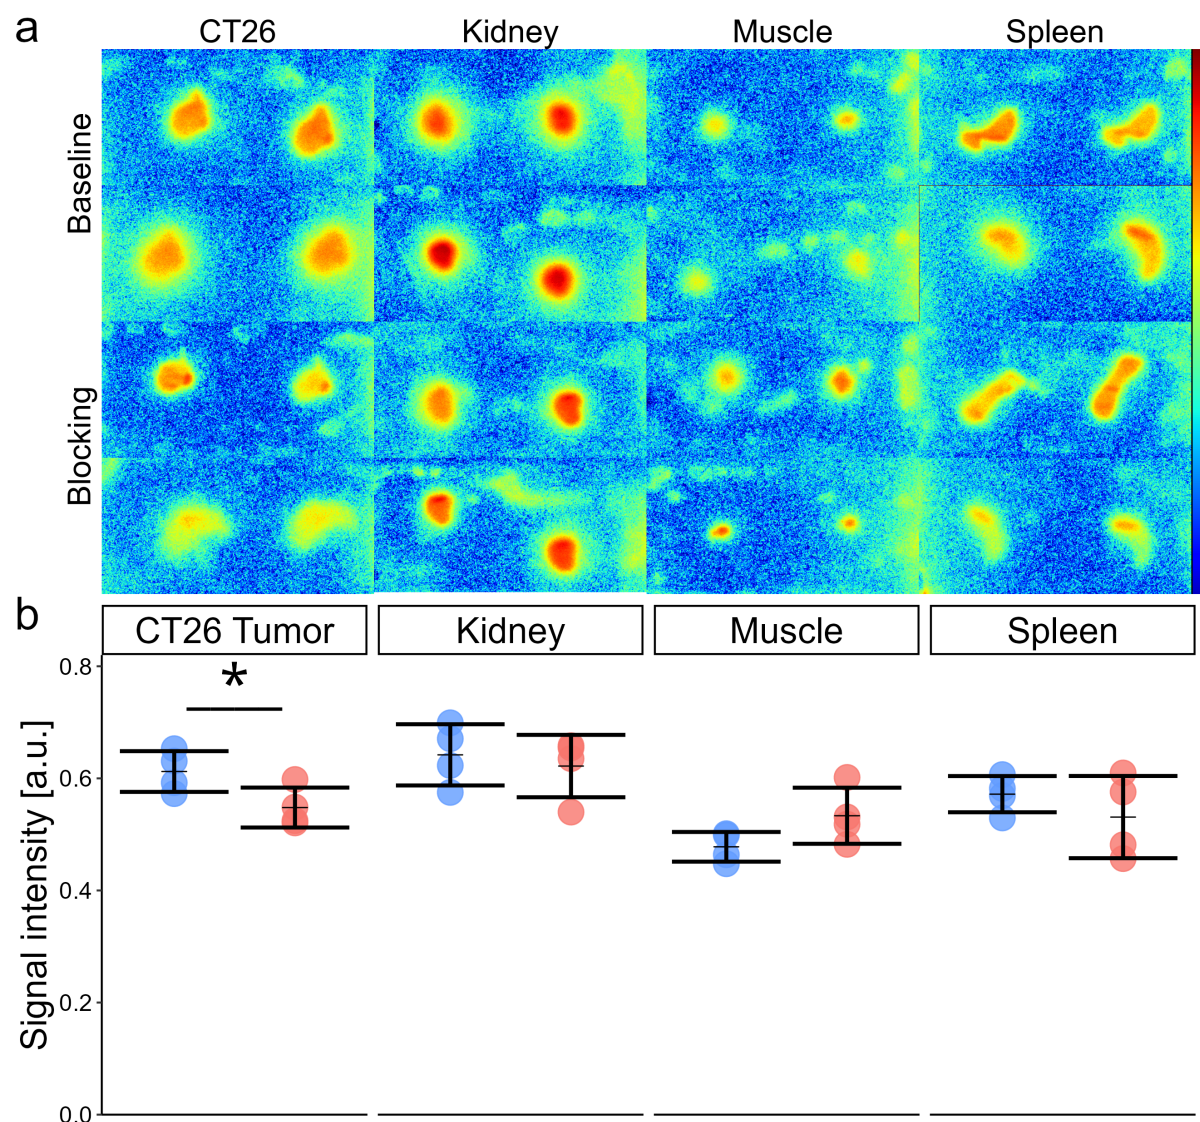 a
CT26 Kidney Muscle Spleen
Baseline
Blocking
b
CT26 Tumor Kidney Muscle Spleen
*
Signal intensity [a.u.]
0.8
0.6
0.4
0.2
0.0